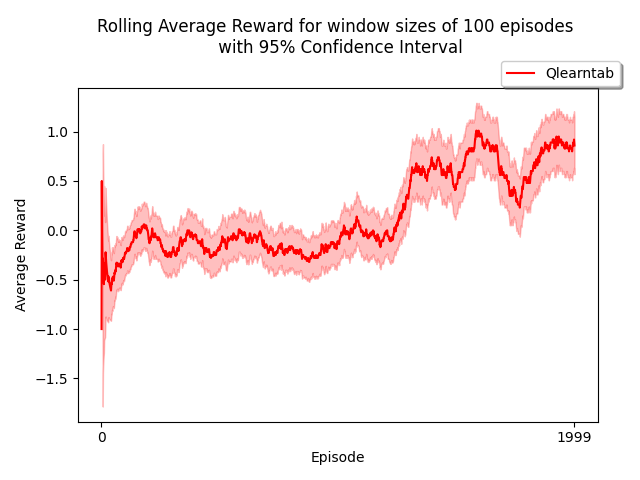 Rolling Average Reward for window sizes of 100 episodes
with 95% Confidence Interval
Qlearntab
1.0
0.5
0.0
−0.5
−1.0
−1.5
Average Reward
0
1999
Episode